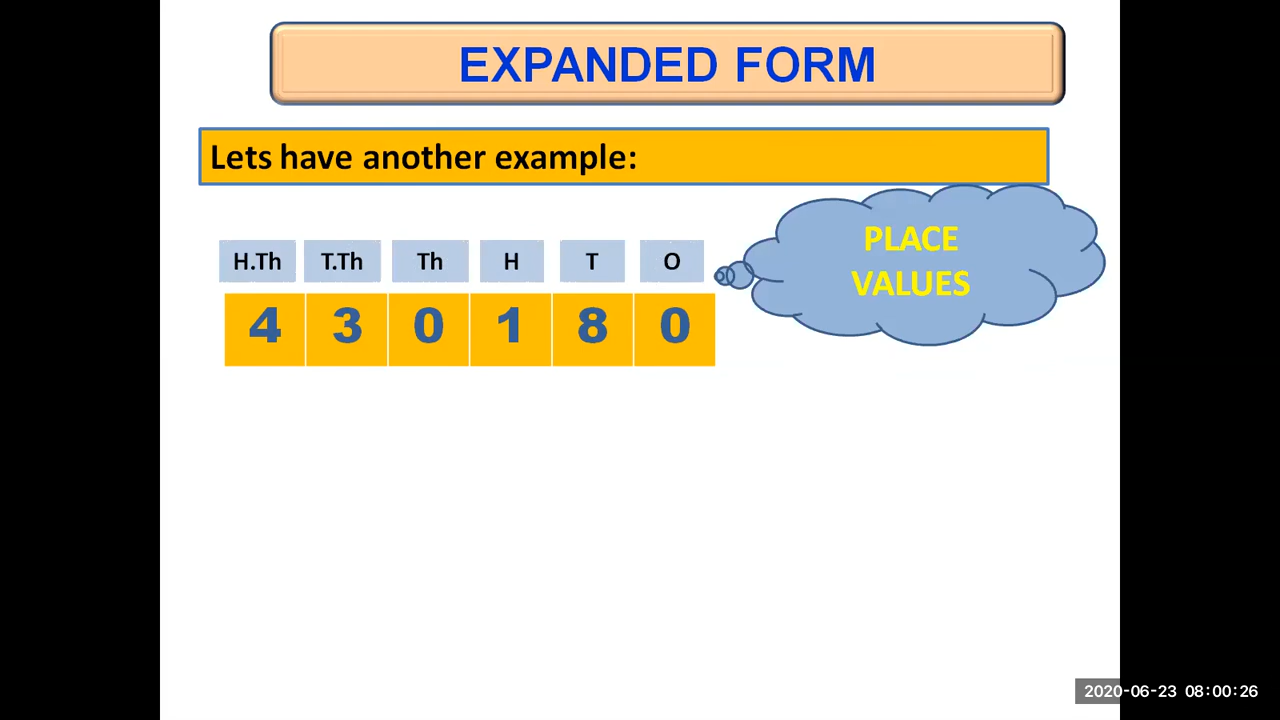 EXPANDED FORM
Lets have another example:
PLACE
VALUES
H.Th T.Th Th H T O
4 3 0 1 8 0
2020-06-23 08:00:26